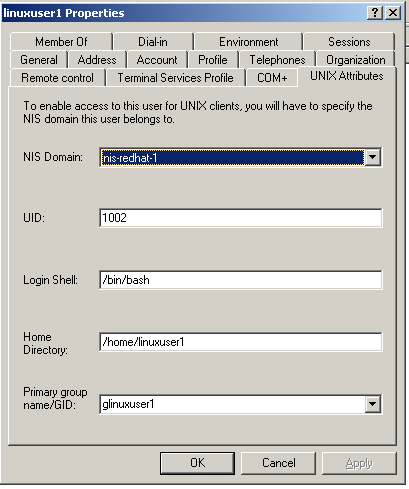 linuxuser1 Properties
Member Of Dial-in Environment Sessions
General Address Account Profile Telephones Organization
Remote control Terminal Services Profile COM+ UNIX Attributes
To enable access to this user for UNIX clients, you will have to specify the
NIS domain this user belongs to.
NIS Domain: nis-redhat-1
UID: 1002
Login Shell: /bin/bash
Home
Directory: /home/linuxuser1
Primary group
name/GID: glinuxuser1
OK Cancel Apply